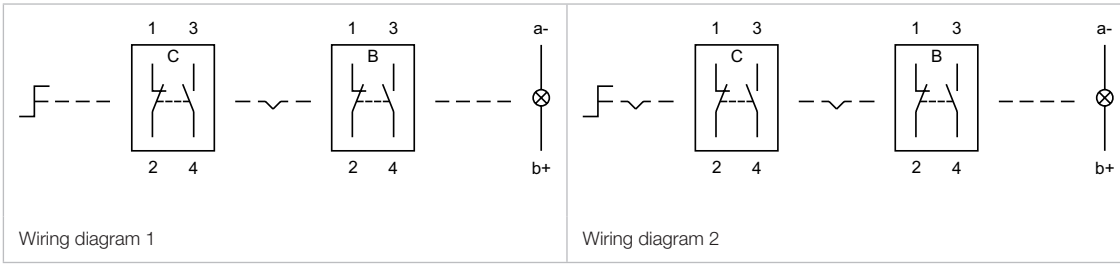 1 3 1 3 a-
C B
2 4 2 4 b+
Wiring diagram 1
1 3 1 3 a-
C B
2 4 2 4 b+
Wiring diagram 2